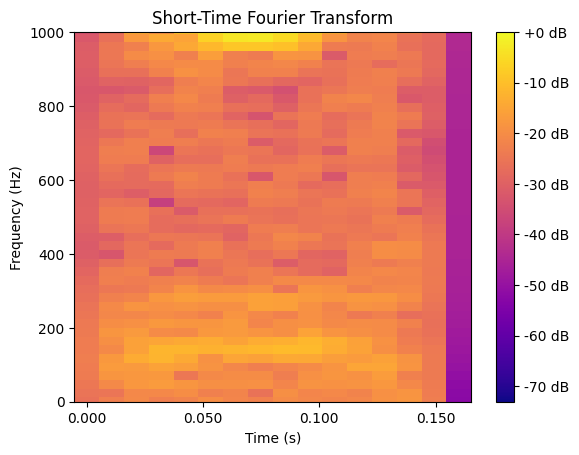 Short-Time Fourier Transform
1000
800
600
400
200
0
Frequency (Hz)
0.000
0.050
0.100
0.150
Time (s)
+0 dB
-10 dB
-20 dB
-30 dB
-40 dB
-50 dB
-60 dB
-70 dB